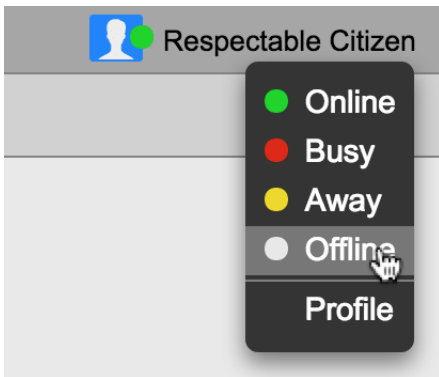 Respectable Citizen
Online
Busy
Away
Offline
Profile